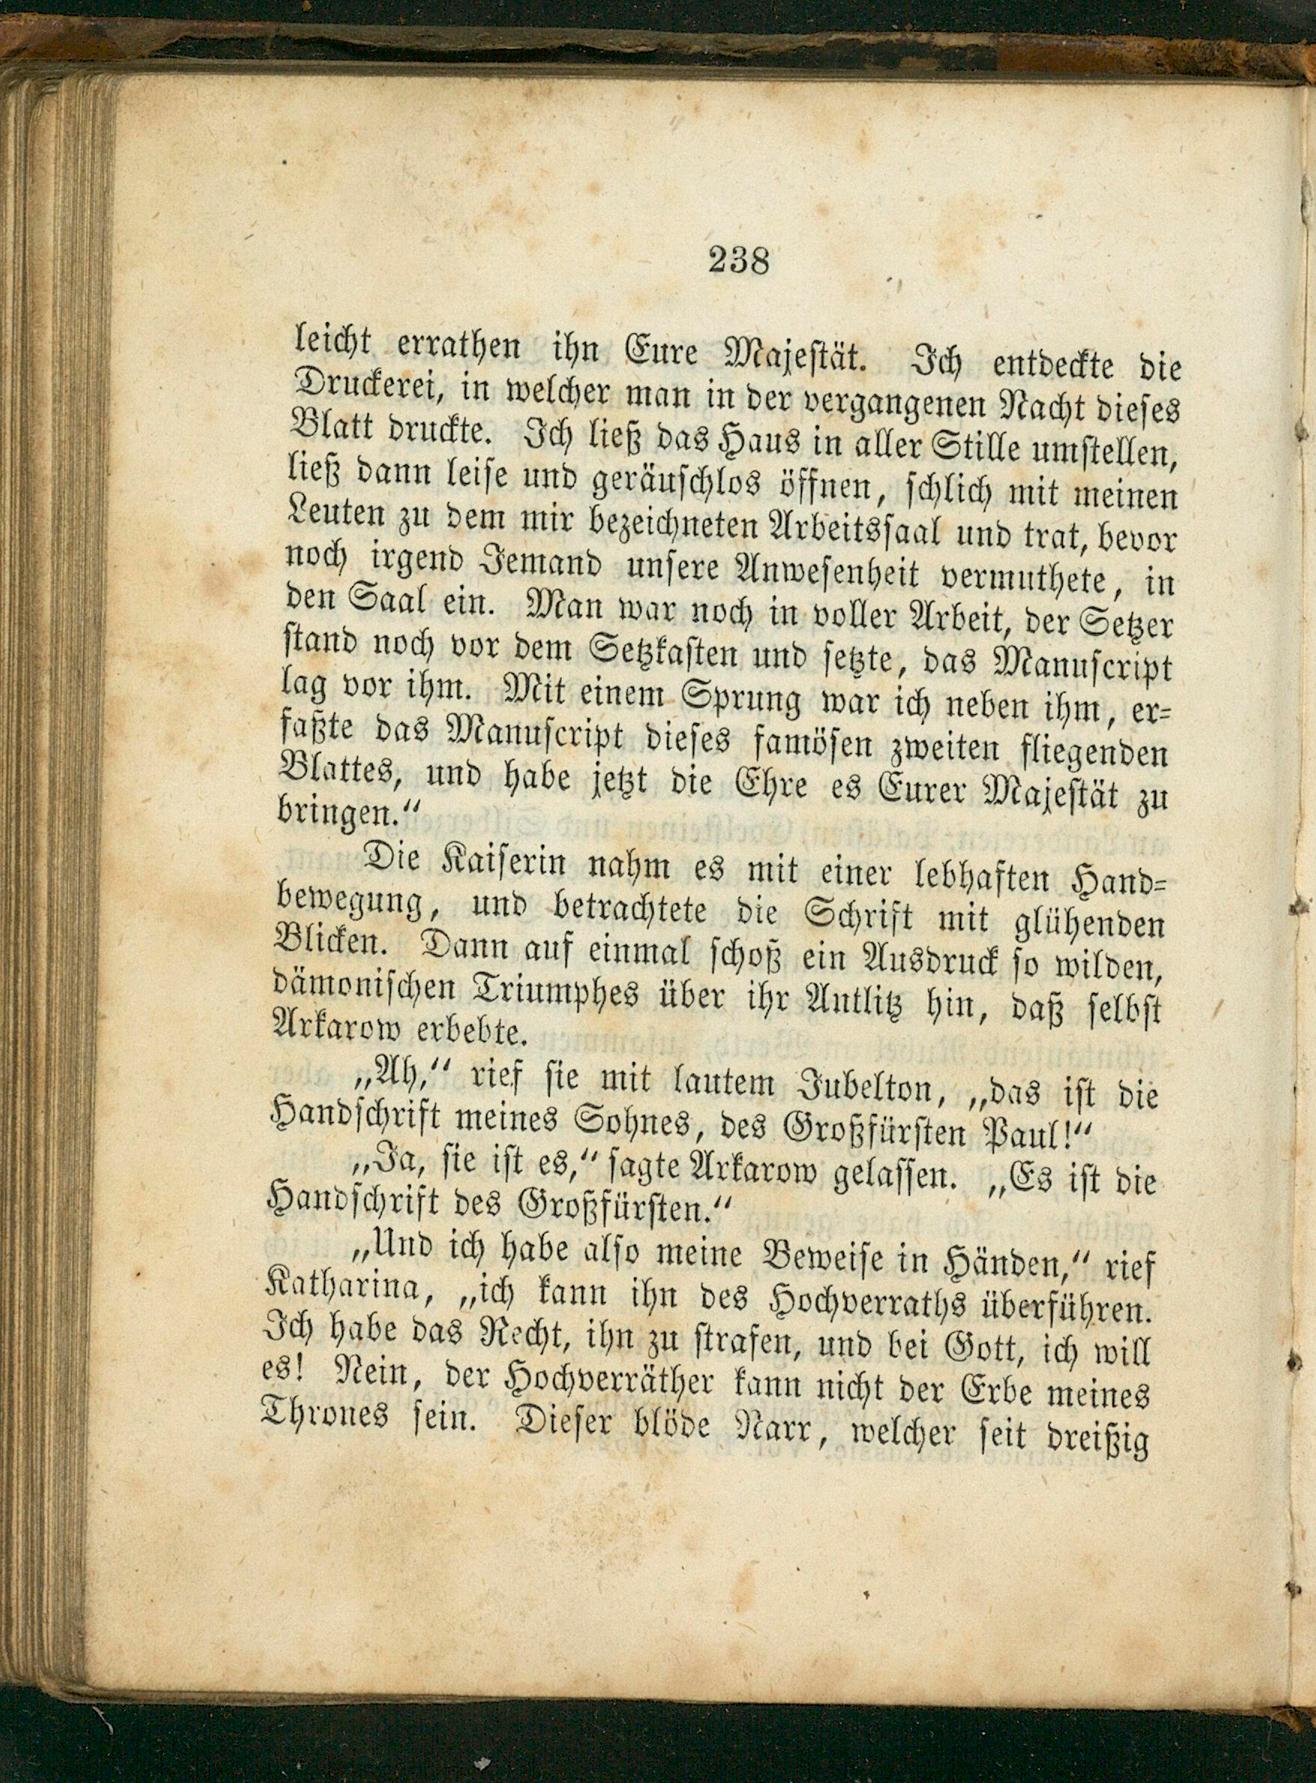 238
leicht errathen ihn Eure Majestät. Ich entdeckte die
Druckerei, in welcher man in der vergangenen Nacht dieses
Blatt druckte. Ich ließ das Haus in aller Stille umstellen,
ließ dann leise und geräuschlos öffnen, schlich mit meinen
Leuten zu dem mir bezeichneten Arbeitssaal und trat, bevor
noch irgend Jemand unsere Anwesenheit vermuthete, in
den Saal ein. Man war noch in voller Arbeit, der Setzer
stand noch vor dem Setzkasten und setzte, das Manuscript
lag vor ihm. Mit einem Sprung war ich neben ihm, er-
faßte das Manuscript dieses famösen zweiten fliegenden
Blattes, und habe jetzt die Ehre es Eurer Majestät zu
bringen.“
Die Kaiserin nahm es mit einer lebhaften Hand-
bewegung, und betrachtete die Schrift mit glühenden
Blicken. Dann auf einmal schoß ein Ausdruck so wilden,
dämonischen Triumphes über ihr Antlitz hin, daß selbst
Arkarow erbebte.
„Ah,“ rief sie mit lautem Jubelton, „das ist die
Handschrift meines Sohnes, des Großfürsten Paul!“
„Ja, sie ist es,“ sagte Arkarow gelassen. „Es ist die
Handschrift des Großfürsten.“
„Und ich habe also meine Beweise in Händen,“ rief
Katharina, „ich kann ihn des Hochverraths überführen.
Ich habe das Recht, ihn zu strafen, und bei Gott, ich will
es! Nein, der Hochverräther kann nicht der Erbe meines
Thrones sein. Dieser blöde Narr, welcher seit dreißig